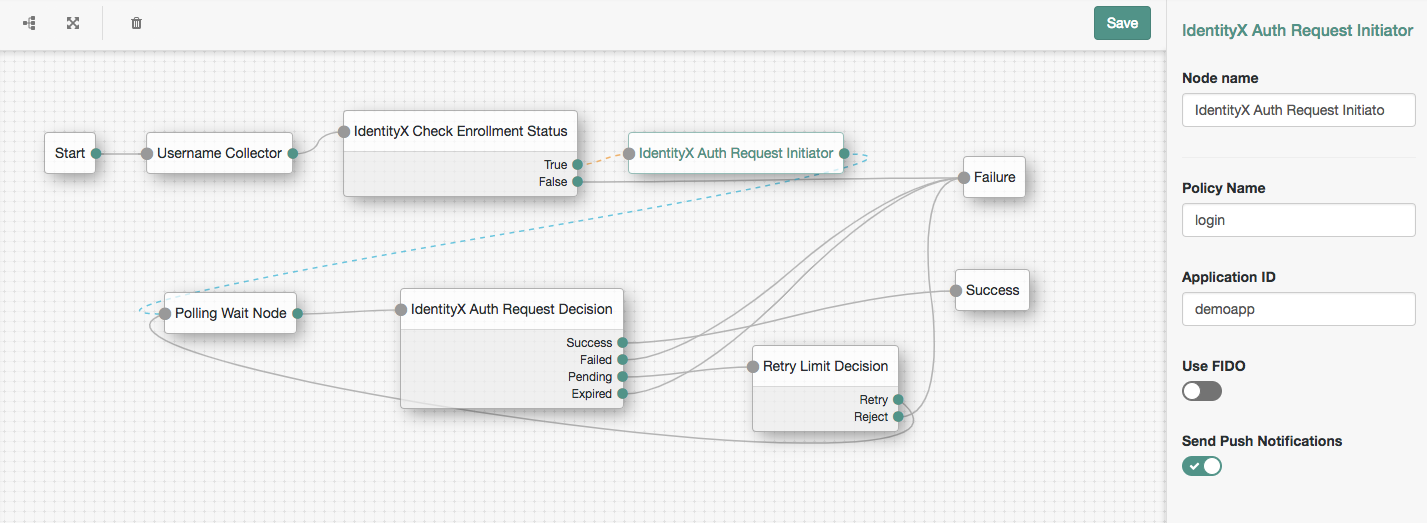 Save
Start
Username Collector
IdentityX Check Enrollment Status
True
False
IdentityX Auth Request Initiator
Failure
Success
Polling Wait Node
IdentityX Auth Request Decision
Success
Failed
Pending
Expired
Retry Limit Decision
Retry
Reject
IdentityX Auth Request Initiator
Node name
IdentityX Auth Request Initiato
Policy Name
login
Application ID
demoapp
Use FIDO
Send Push Notifications